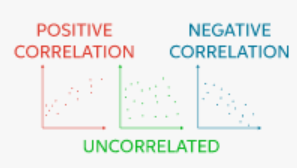 POSITIVE
CORRELATION
NEGATIVE
CORRELATION
UNCORRELATED